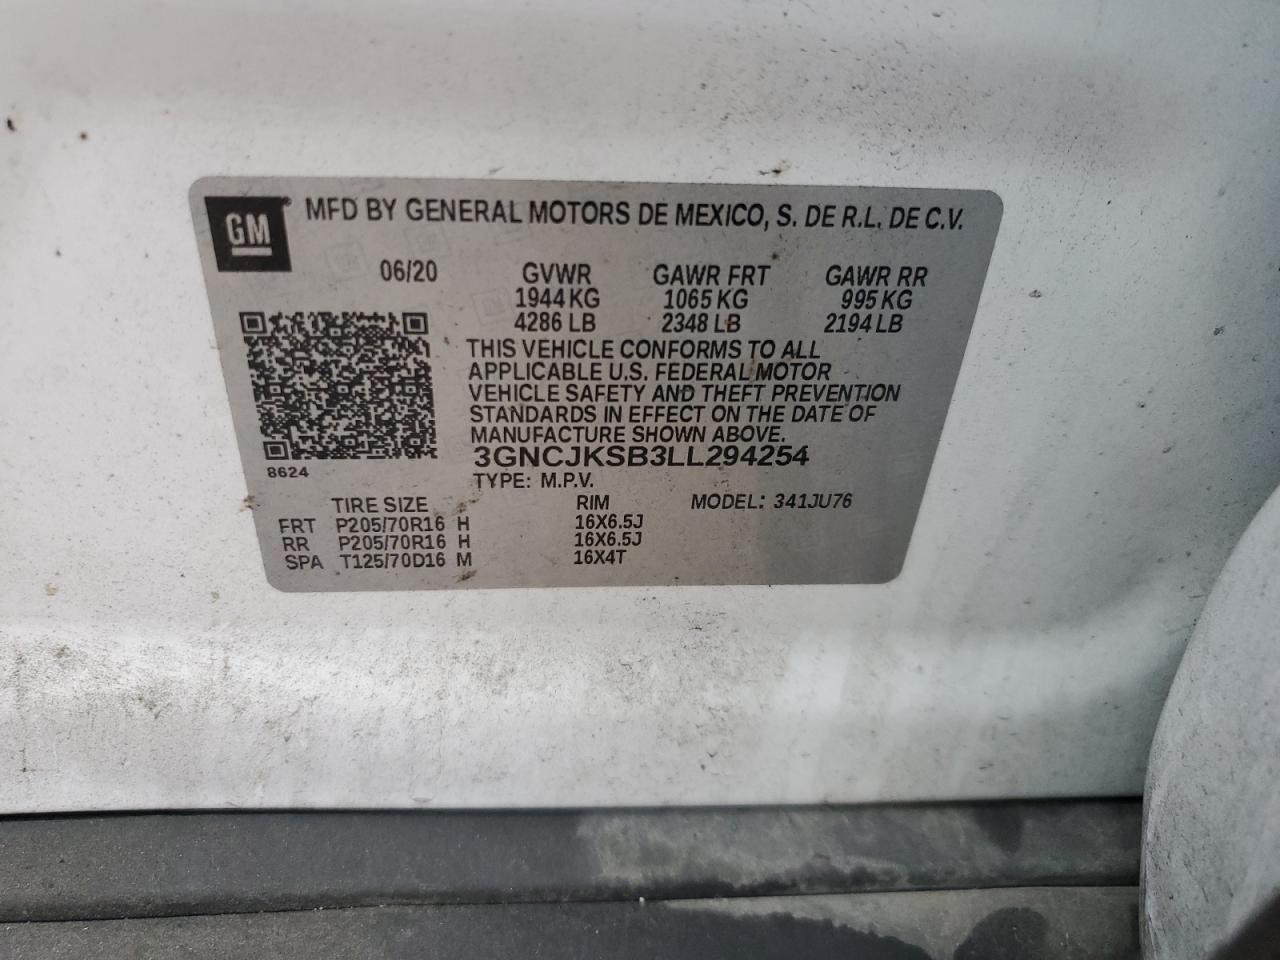 GM® MFD BY GENERAL MOTORS DE MEXICO, S. DE R.L. DE C.V.
06/20 GVWR GAWR FRT GAWR RR
1944 KG 1065 KG 995 KG
4286 LB 2348 LB 2194 LB
THIS VEHICLE CONFORMS TO ALL
APPLICABLE U.S. FEDERAL MOTOR
VEHICLE SAFETY AND THEFT PREVENTION
STANDARDS IN EFFECT ON THE DATE OF
MANUFACTURE SHOWN ABOVE.
3GNCJKSB3LL294254
8624 TYPE: M.P.V.
TIRE SIZE RIM MODEL: 341JU76
FRT P205/70R16 H 16X6.5J
RR P205/70R16 H 16X6.5J
SPA T125/70D16 M 16X4T